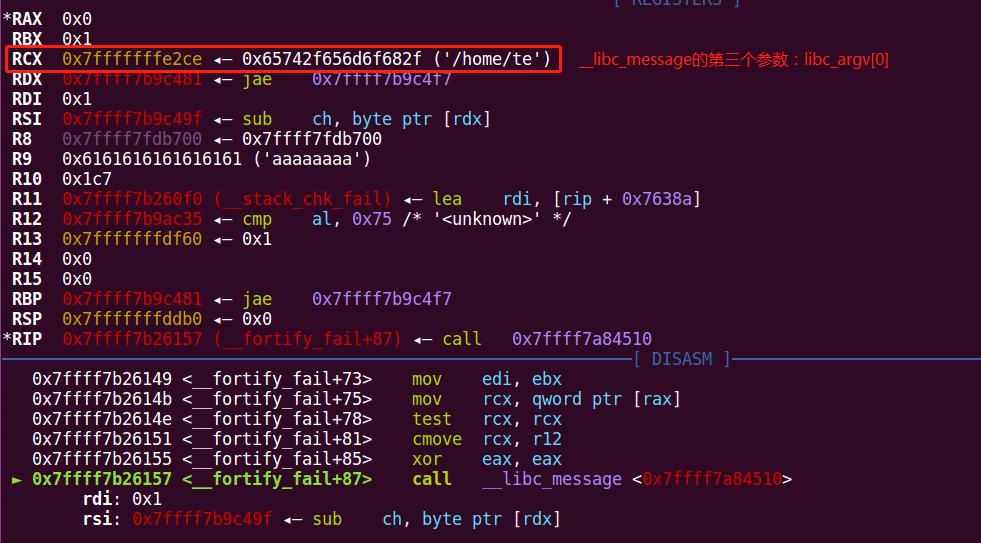 [ REGISTERS ]
*RAX 0x0
RBX 0x1
RCX 0x7fffffffe2ce ◂— 0x65742f656d6f682f ('/home/te') __libc_message的第三个参数：libc_argv[0]
RDX 0x7ffff7b9c481 ◂— jae 0x7ffff7b9c4f7
RDI 0x1
RSI 0x7ffff7b9c49f ◂— sub ch, byte ptr [rdx]
R8 0x7ffff7fdb700 ◂— 0x7ffff7fdb700
R9 0x6161616161616161 ('aaaaaaaa')
R10 0x1c7
R11 0x7ffff7b260f0 (__stack_chk_fail) ◂— lea rdi, [rip + 0x7638a]
R12 0x7ffff7b9ac35 ◂— cmp al, 0x75 /* '<unknown>' */
R13 0x7fffffffdf60 ◂— 0x1
R14 0x0
R15 0x0
RBP 0x7ffff7b9c481 ◂— jae 0x7ffff7b9c4f7
RSP 0x7fffffffddb0 ◂— 0x0
*RIP 0x7ffff7b26157 (__fortify_fail+87) ◂— call 0x7ffff7a84510
[ DISASM ]
0x7ffff7b26149 <__fortify_fail+73> mov edi, ebx
0x7ffff7b2614b <__fortify_fail+75> mov rcx, qword ptr [rax]
0x7ffff7b2614e <__fortify_fail+78> test rcx, rcx
0x7ffff7b26151 <__fortify_fail+81> cmove rcx, r12
0x7ffff7b26155 <__fortify_fail+85> xor eax, eax
► 0x7ffff7b26157 <__fortify_fail+87> call __libc_message <0x7ffff7a84510>
rdi: 0x1
rsi: 0x7ffff7b9c49f ◂— sub ch, byte ptr [rdx]